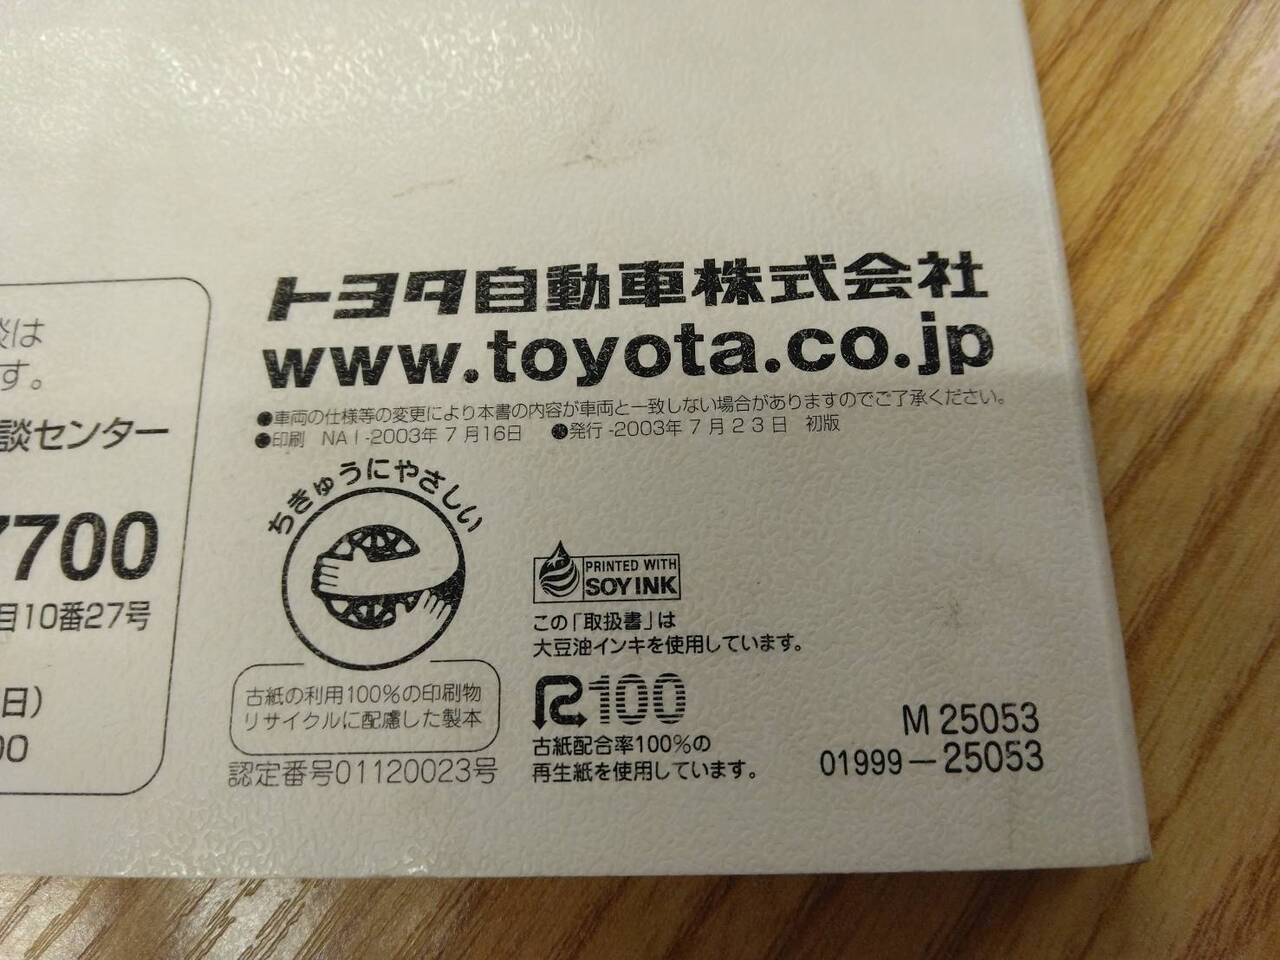 トヨタ自動車株式会社
www.toyota.co.jp
●車両の仕様等の変更により本書の内容が車両と一致しない場合がありますのでご了承ください。
●印刷 NAI-2003年7月16日 ●発行-2003年7月23日 初版
談は
す。
談センター
7700
目10番27号
日)
00
ちきゅうにやさしい
古紙の利用100%の印刷物
リサイクルに配慮した製本
認定番号01120023号
PRINTED WITH
SOY INK
この「取扱書」は
大豆油インキを使用しています。
R100
古紙配合率100%の
再生紙を使用しています。
M 25053
01999-25053